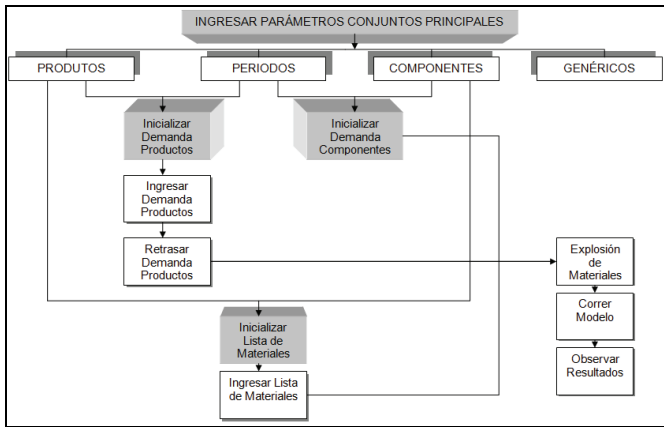 INGRESAR PARÁMETROS CONJUNTOS PRINCIPALES
PRODUTOS
PERIODOS
COMPONENTES
GENÉRICOS
Inicializar
Demanda
Productos
Inicializar
Demanda
Componentes
Ingresar
Demanda
Productos
Retrasar
Demanda
Productos
Explosión
de
Materiales
Correr
Modelo
Observar
Resultados
Inicializar
Lista de
Materiales
Ingresar Lista
de Materiales